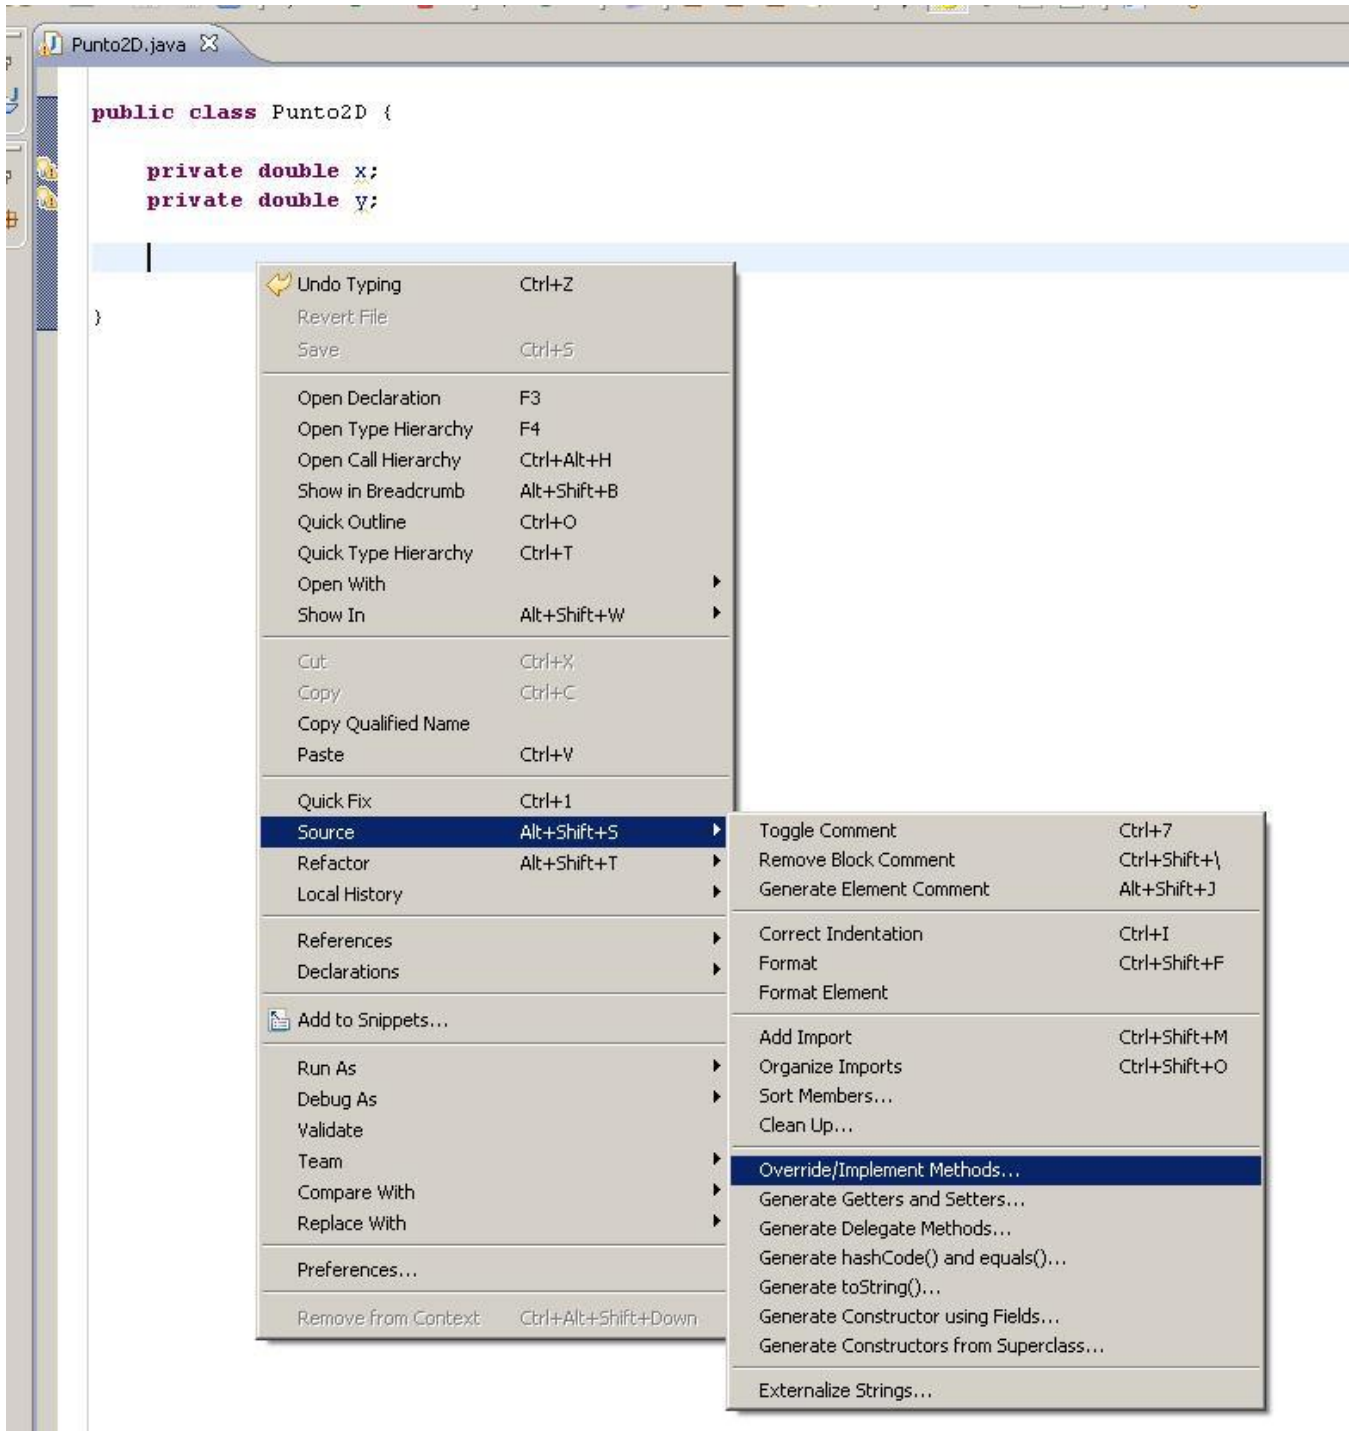 Punto2D.java
public class Punto2D {
private double x;
private double y;
}
Undo Typing Ctrl+Z
Revert File
Save Ctrl+S
Open Declaration F3
Open Type Hierarchy F4
Open Call Hierarchy Ctrl+Alt+H
Show in Breadcrumb Alt+Shift+B
Quick Outline Ctrl+O
Quick Type Hierarchy Ctrl+T
Open With
Show In Alt+Shift+W
Cut Ctrl+X
Copy Ctrl+C
Copy Qualified Name
Paste Ctrl+V
Quick Fix Ctrl+1
Source Alt+Shift+S
Refactor Alt+Shift+T
Local History
References
Declarations
Add to Snippets...
Run As
Debug As
Validate
Team
Compare With
Replace With
Preferences...
Remove from Context Ctrl+Alt+Shift+Down
Toggle Comment Ctrl+7
Remove Block Comment Ctrl+Shift+\
Generate Element Comment Alt+Shift+J
Correct Indentation Ctrl+I
Format Ctrl+Shift+F
Format Element
Add Import Ctrl+Shift+M
Organize Imports Ctrl+Shift+O
Sort Members...
Clean Up...
Override/Implement Methods...
Generate Getters and Setters...
Generate Delegate Methods...
Generate hashCode() and equals()...
Generate toString()...
Generate Constructor using Fields...
Generate Constructors from Superclass...
Externalize Strings...